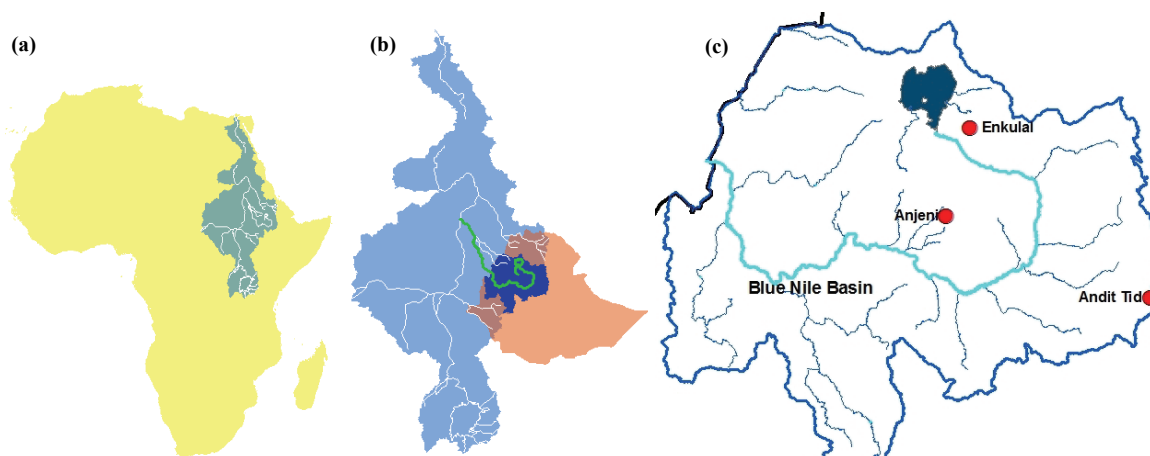 (a)
(b)
(c)
Enkulal
Anjeni
Blue Nile Basin
Andit Tid